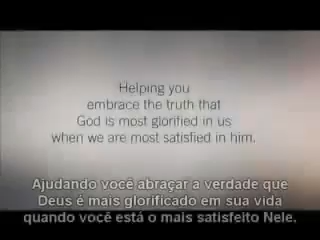 Helping you
embrace the truth that
God is most glorified in us
when we are most satisfied in him.
Ajudando você abraçar a verdade que
Deus é mais glorificado em sua vida
quando você está o mais satisfeito Nele.